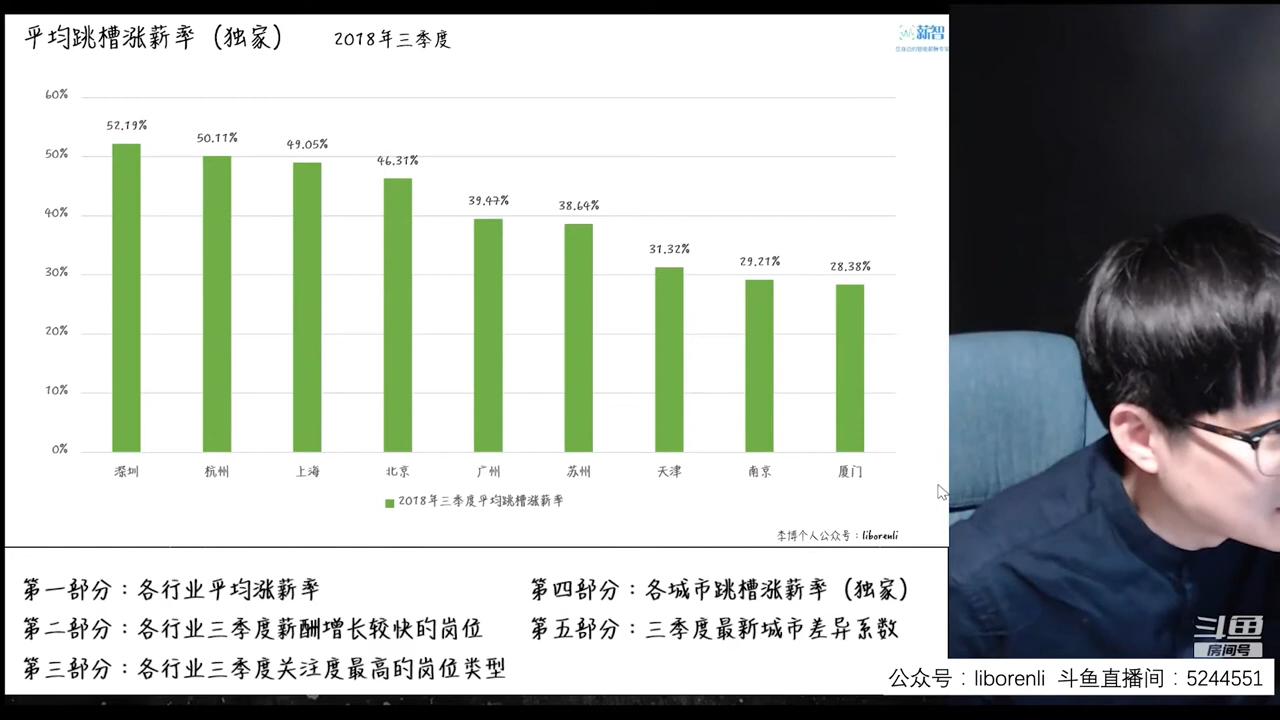 平均跳槽涨薪率（独家） 2018年三季度
薪智
60%
50%
40%
30%
20%
10%
0%
52.19%
50.11%
49.05%
46.31%
39.47%
38.64%
31.32%
29.21%
28.38%
深圳 杭州 上海 北京 广州 苏州 天津 南京 厦门
2018年三季度平均跳槽涨薪率
李博个人公众号：liborenli
第一部分：各行业平均涨薪率
第二部分：各行业三季度薪酬增长较快的岗位
第三部分：各行业三季度关注度最高的岗位类型
第四部分：各城市跳槽涨薪率（独家）
第五部分：三季度最新城市差异系数
斗鱼
房间号
公众号：liborenli 斗鱼直播间：5244551